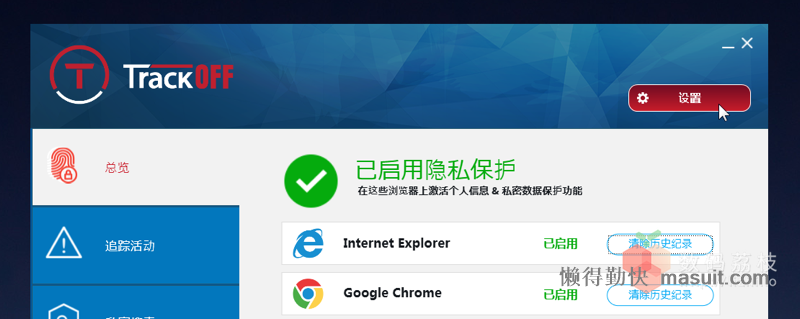 TrackOFF
设置
总览
已启用隐私保护
在这些浏览器上激活个人信息 & 私密数据保护功能
追踪活动
Internet Explorer
已启用
清除历史纪录
Google Chrome
已启用
清除历史纪录
懒得勤快 masuit.com